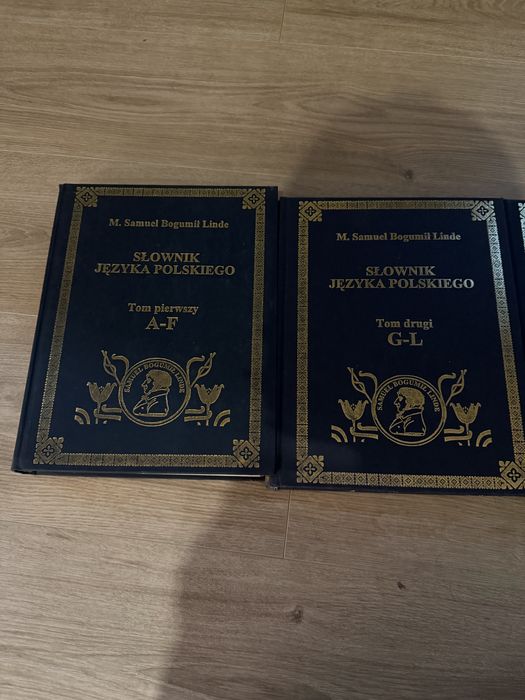 M. Samuel Bogumił Linde
SŁOWNIK
JĘZYKA POLSKIEGO
Tom pierwszy
A-F
SAMUEL BOGUMIŁ LINDE
M. Samuel Bogumił Linde
SŁOWNIK
JĘZYKA POLSKIEGO
Tom drugi
G-L
SAMUEL BOGUMIŁ LINDE